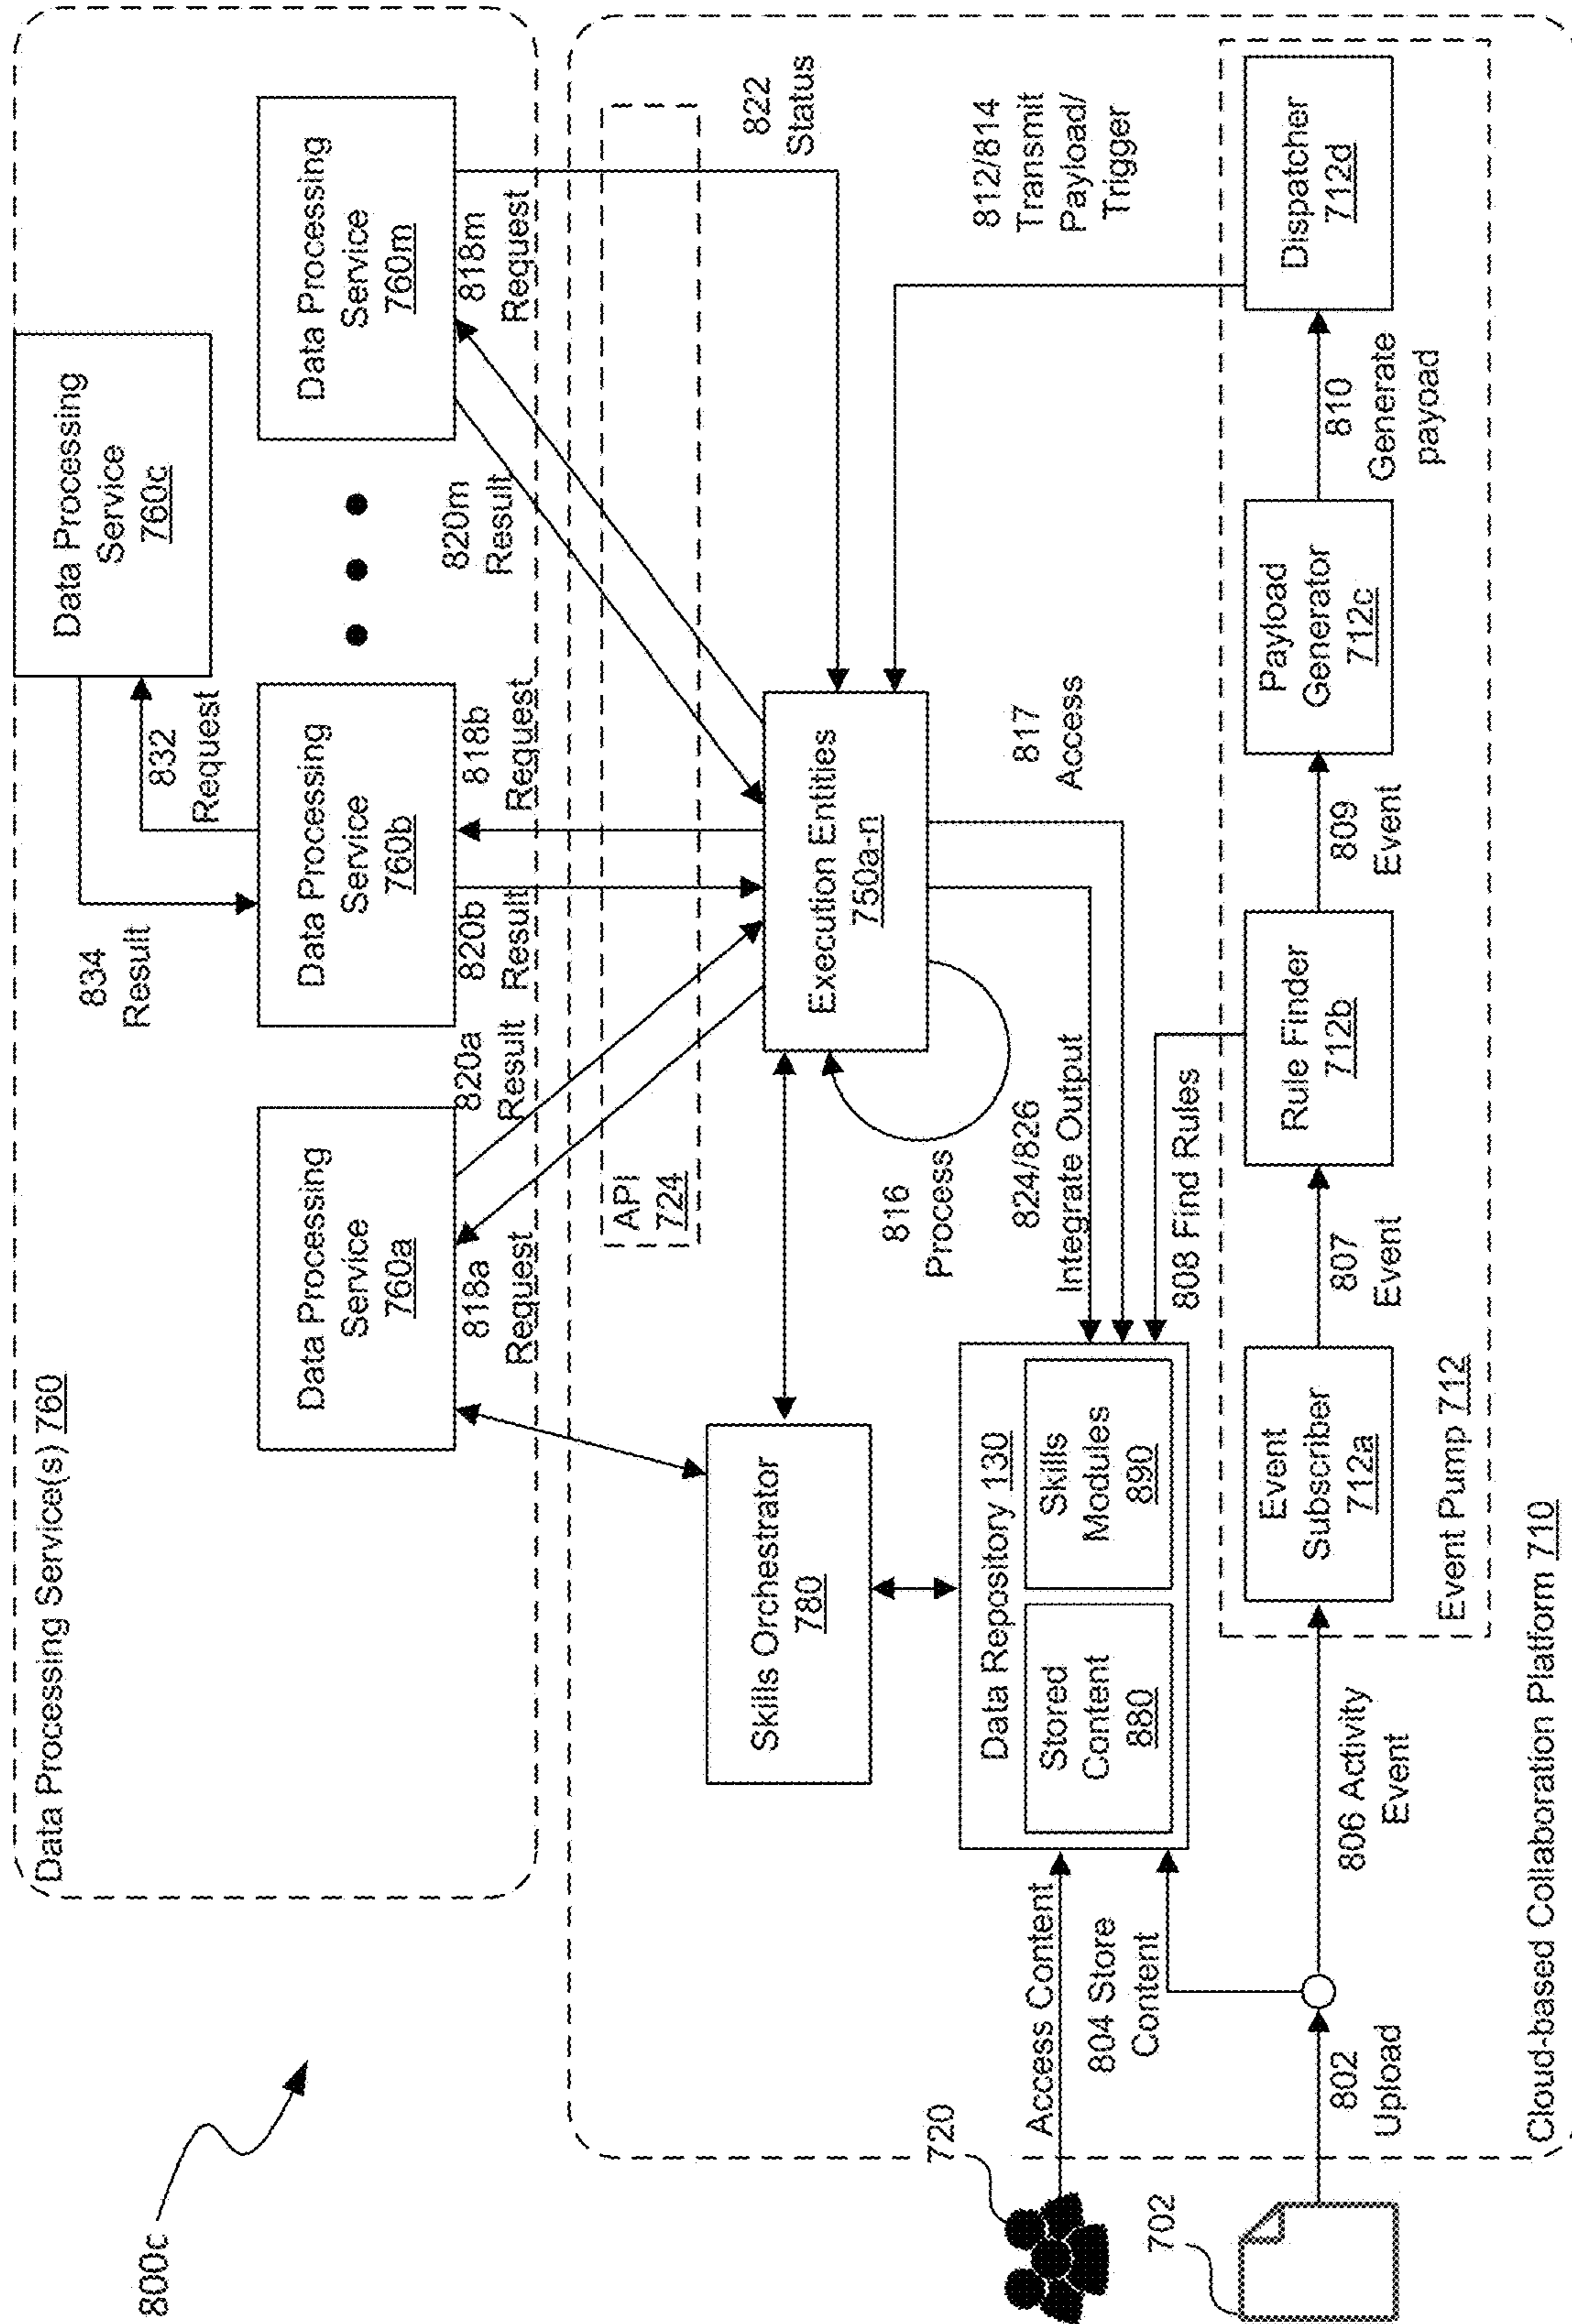 800c
Data Processing Service(s) 760
Data Processing
Service
760c
834
Result
832
Request
Data Processing
Service
760a
Data Processing
Service
760b
Data Processing
Service
760m
818a
Request
820a
Result
820b
Result
818b
Request
820m
Result
818m
Request
API
724
822
Status
Skills Orchestrator
780
Execution Entities
750a-n
816
Process
817
Access
812/814
Transmit
Payload/
Trigger
824/826
Integrate Output
808 Find Rules
720
Access Content
804 Store
Content
Data Repository 130
Stored
Content
880
Skills
Modules
890
702
802
Upload
806 Activity
Event
Event
Subscriber
712a
807
Event
Rule Finder
712b
809
Event
Payload
Generator
712c
810
Generate
payoad
Dispatcher
712d
Event Pump 712
Cloud-based Collaboration Platform 710